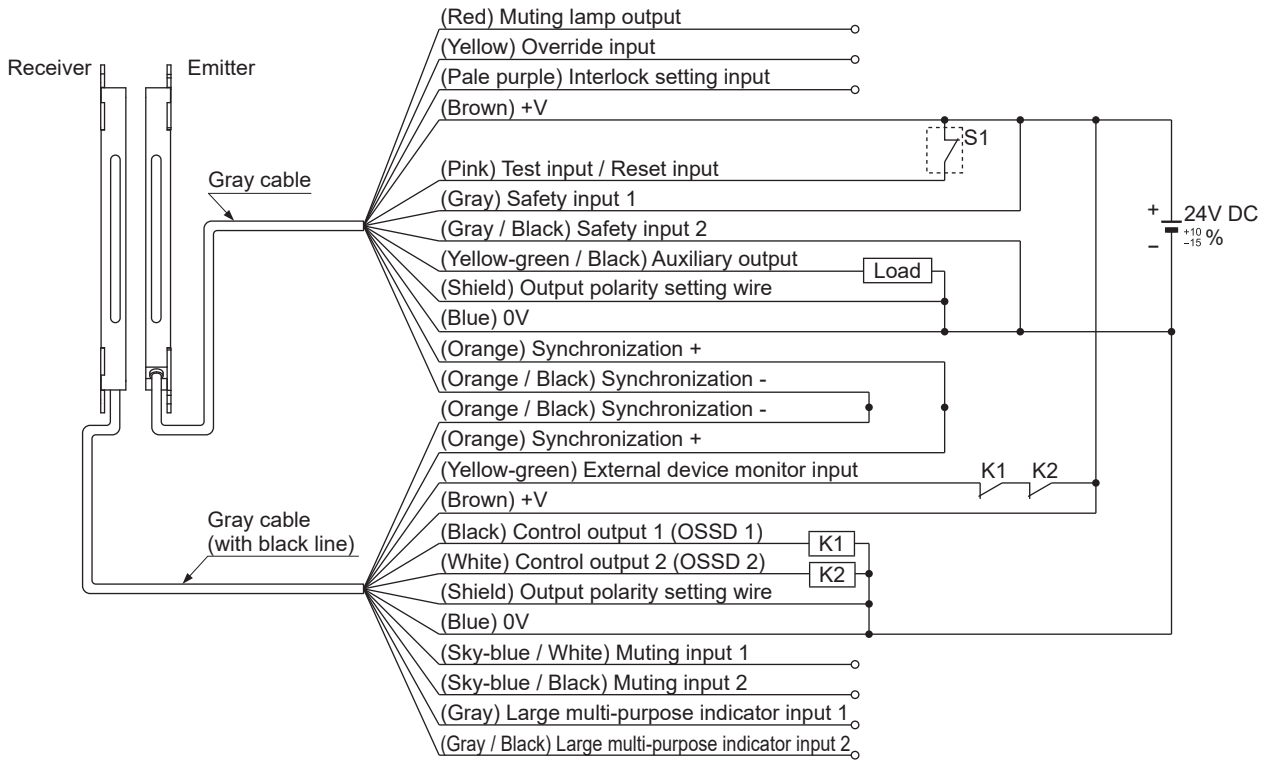 (Red) Muting lamp output
(Yellow) Override input
Receiver
Emitter
(Pale purple) Interlock setting input
(Brown) +V
S1
(Pink) Test input / Reset input
Gray cable
(Gray) Safety input 1
+ 24V DC
+10
−15 %
−
(Gray / Black) Safety input 2
(Yellow-green / Black) Auxiliary output
Load
(Shield) Output polarity setting wire
(Blue) 0V
(Orange) Synchronization +
(Orange / Black) Synchronization -
(Orange / Black) Synchronization -
(Orange) Synchronization +
(Yellow-green) External device monitor input
K1
K2
(Brown) +V
Gray cable
(with black line)
(Black) Control output 1 (OSSD 1)
K1
(White) Control output 2 (OSSD 2)
K2
(Shield) Output polarity setting wire
(Blue) 0V
(Sky-blue / White) Muting input 1
(Sky-blue / Black) Muting input 2
(Gray) Large multi-purpose indicator input 1
(Gray / Black) Large multi-purpose indicator input 2